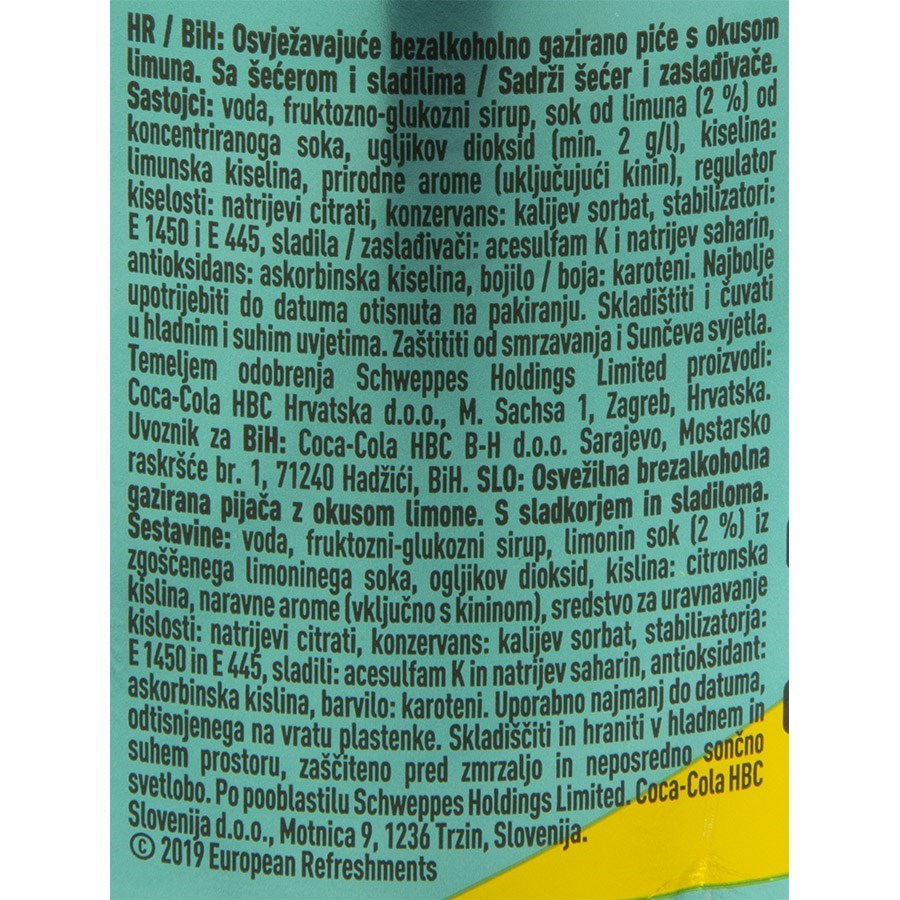 HR / BiH: Osvježavajuće bezalkoholno gazirano piće s okusom
limuna. Sa šećerom i sladilima / Sadrži šećer i zaslađivače.
Sastojci: voda, fruktozno-glukozni sirup, sok od limuna (2 %) od
koncentriranoga soka, ugljikov dioksid (min. 2 g/l), kiselina:
limunska kiselina, prirodne arome (uključujući kinin), regulator
kiselosti: natrijevi citrati, konzervans: kalijev sorbat, stabilizatori:
E 1450 i E 445, sladila / zaslađivači: acesulfam K i natrijev saharin,
antioksidans: askorbinska kiselina, bojilo / boja: karoteni. Najbolje
upotrijebiti do datuma otisnuta na pakiranju. Skladištiti i čuvati
u hladnim i suhim uvjetima. Zaštititi od smrzavanja i Sunčeva svjetla.
Temeljem odobrenja Schweppes Holdings Limited proizvodi:
Coca-Cola HBC Hrvatska d.o.o., M. Sachsa 1, Zagreb, Hrvatska.
Uvoznik za BiH: Coca-Cola HBC B-H d.o.o. Sarajevo, Mostarsko
raskršće br. 1, 71240 Hadžići, BiH. SLO: Osvežilna brezalkoholna
gazirana pijača z okusom limone. S sladkorjem in sladiloma.
Šestavine: voda, fruktozni-glukozni sirup, limonin sok (2 %) iz
zgoščenega limoninega soka, ogljikov dioksid, kislina: citronska
kislina, naravne arome (vključno s kininom), sredstvo za uravnavanje
kislosti: natrijevi citrati, konzervans: kalijev sorbat, stabilizatorja:
E 1450 in E 445, sladili: acesulfam K in natrijev saharin, antioksidant:
askorbinska kislina, barvilo: karoteni. Uporabno najmanj do datuma,
odtisnjenega na vratu plastenke. Skladiščiti in hraniti v hladnem in
suhem prostoru, zaščiteno pred zmrzaljo in neposredno sončno
svetlobo. Po pooblastilu Schweppes Holdings Limited. Coca-Cola HBC
Slovenija d.o.o., Motnica 9, 1236 Trzin, Slovenija.
© 2019 European Refreshments